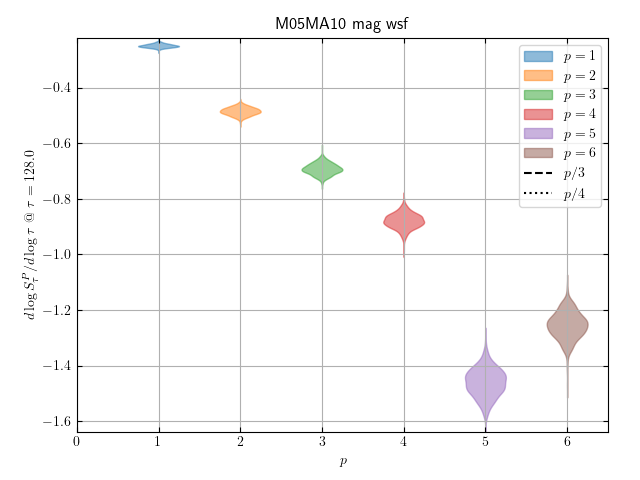 M05MA10 mag wsf
d log S_τ^P / d log τ @ τ = 128.0
−0.4
−0.6
−0.8
−1.0
−1.2
−1.4
−1.6
0 1 2 3 4 5 6
p
p = 1
p = 2
p = 3
p = 4
p = 5
p = 6
p/3
p/4